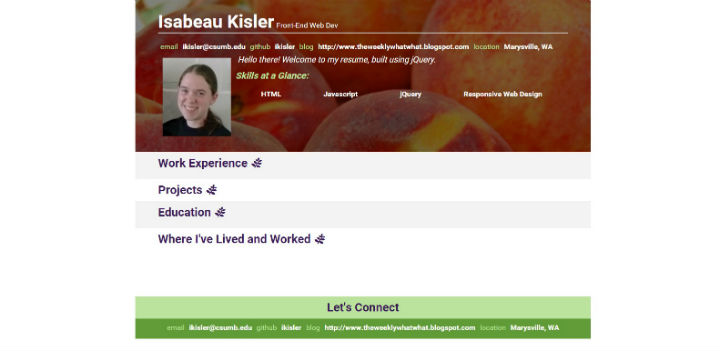 Isabeau Kisler Front-End Web Dev
email ikisler@csumb.edu github ikisler blog http://www.theweeklywhatwhat.blogspot.com location Marysville, WA
Hello there! Welcome to my resume, built using jQuery.
Skills at a Glance:
HTML Javascript jQuery Responsive Web Design
Work Experience
Projects
Education
Where I've Lived and Worked
Let's Connect
email ikisler@csumb.edu github ikisler blog http://www.theweeklywhatwhat.blogspot.com location Marysville, WA